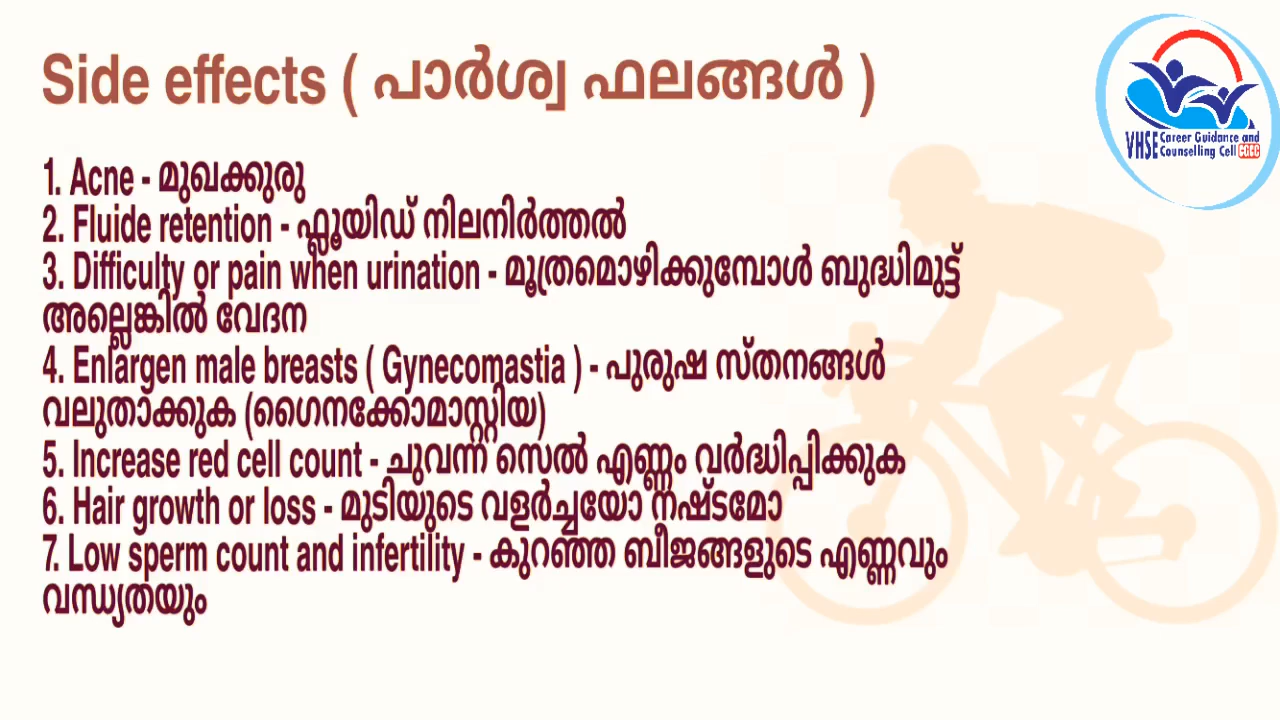 Side effects ( പാർശ്വ ഫലങ്ങൾ )
VHSE Career Guidance and
Counselling Cell CGCC
1. Acne - മുഖക്കുരു
2. Fluide retention - ഫ്ലൂയിഡ് നിലനിർത്തൽ
3. Difficulty or pain when urination - മൂത്രമൊഴിക്കുമ്പോൾ ബുദ്ധിമുട്ട്
അല്ലെങ്കിൽ വേദന
4. Enlargen male breasts ( Gynecomastia ) - പുരുഷ സ്തനങ്ങൾ
വലുതാക്കുക (ഗൈനക്കോമാസ്റ്റിയ)
5. Increase red cell count - ചുവന്ന സെൽ എണ്ണം വർദ്ധിപ്പിക്കുക
6. Hair growth or loss - മുടിയുടെ വളർച്ചയോ നഷ്ടമോ
7. Low sperm count and infertility - കുറഞ്ഞ ബീജങ്ങളുടെ എണ്ണവും
വന്ധ്യതയും